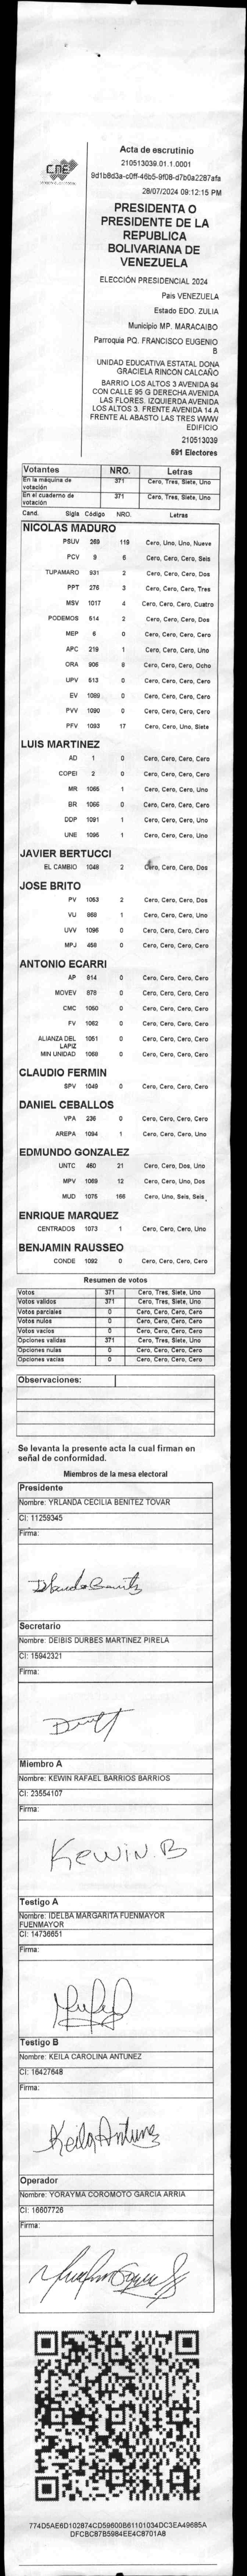 CNE
Acta de escrutinio
210513039.01.1.0001
9d1b8d3a-c0ff-46b5-9f08-d7b0a2287afa
28/07/2024 09:12:15 PM
PRESIDENTA O
PRESIDENTE DE LA
REPUBLICA
BOLIVARIANA DE
VENEZUELA
ELECCIÓN PRESIDENCIAL 2024
Pais VENEZUELA
Estado EDO. ZULIA
Municipio MP. MARACAIBO
Parroquia PQ. FRANCISCO EUGENIO
B
UNIDAD EDUCATIVA ESTATAL DONA
GRACIELA RINCON CALCAÑO
BARRIO LOS ALTOS 3 AVENIDA 94
CON CALLE 95 G DERECHA AVENIDA
LAS FLORES. IZQUIERDA AVENIDA
LOS ALTOS 3. FRENTE AVENIDA 14 A
FRENTE AL ABASTO LAS TRES WWW
EDIFICIO
210513039
691 Electores
Votantes NRO. Letras
En la máquina de votación 371 Cero, Tres, Siete, Uno
En el cuaderno de votación 371 Cero, Tres, Siete, Uno
Cand. Sigla Código NRO. Letras
NICOLAS MADURO
PSUV 269 119 Cero, Uno, Uno, Nueve
PCV 9 6 Cero, Cero, Cero, Seis
TUPAMARO 931 2 Cero, Cero, Cero, Dos
PPT 276 3 Cero, Cero, Cero, Tres
MSV 1017 4 Cero, Cero, Cero, Cuatro
PODEMOS 514 2 Cero, Cero, Cero, Dos
MEP 6 0 Cero, Cero, Cero, Cero
APC 219 1 Cero, Cero, Cero, Uno
ORA 906 8 Cero, Cero, Cero, Ocho
UPV 513 0 Cero, Cero, Cero, Cero
EV 1089 0 Cero, Cero, Cero, Cero
PVV 1090 0 Cero, Cero, Cero, Cero
PFV 1093 17 Cero, Cero, Uno, Siete
LUIS MARTINEZ
AD 1 0 Cero, Cero, Cero, Cero
COPEI 2 0 Cero, Cero, Cero, Cero
MR 1065 1 Cero, Cero, Cero, Uno
BR 1066 0 Cero, Cero, Cero, Cero
DDP 1091 1 Cero, Cero, Cero, Uno
UNE 1095 1 Cero, Cero, Cero, Uno
JAVIER BERTUCCI
EL CAMBIO 1048 2 Cero, Cero, Cero, Dos
JOSE BRITO
PV 1063 2 Cero, Cero, Cero, Dos
VU 869 1 Cero, Cero, Cero, Uno
UVV 1096 0 Cero, Cero, Cero, Cero
MPJ 458 0 Cero, Cero, Cero, Cero
ANTONIO ECARRI
AP 914 0 Cero, Cero, Cero, Cero
MOVEV 878 0 Cero, Cero, Cero, Cero
CMC 1050 0 Cero, Cero, Cero, Cero
FV 1062 0 Cero, Cero, Cero, Cero
ALIANZA DEL LAPIZ 1051 0 Cero, Cero, Cero, Cero
MIN UNIDAD 1068 0 Cero, Cero, Cero, Cero
CLAUDIO FERMIN
SPV 1049 0 Cero, Cero, Cero, Cero
DANIEL CEBALLOS
VPA 236 0 Cero, Cero, Cero, Cero
AREPA 1094 1 Cero, Cero, Cero, Uno
EDMUNDO GONZALEZ
UNTC 460 21 Cero, Cero, Dos, Uno
MPV 1069 12 Cero, Cero, Uno, Dos
MUD 1075 166 Cero, Uno, Seis, Seis
ENRIQUE MARQUEZ
CENTRADOS 1073 1 Cero, Cero, Cero, Uno
BENJAMIN RAUSSEO
CONDE 1092 0 Cero, Cero, Cero, Cero
Resumen de votos
Votos 371 Cero, Tres, Siete, Uno
Votos validos 371 Cero, Tres, Siete, Uno
Votos parciales 0 Cero, Cero, Cero, Cero
Votos nulos 0 Cero, Cero, Cero, Cero
Votos vacios 0 Cero, Cero, Cero, Cero
Opciones validas 371 Cero, Tres, Siete, Uno
Opciones nulas 0 Cero, Cero, Cero, Cero
Opciones vacias 0 Cero, Cero, Cero, Cero
Observaciones:
Se levanta la presente acta la cual firman en
señal de conformidad.
Miembros de la mesa electoral
Presidente
Nombre: YRLANDA CECILIA BENITEZ TOVAR
CI: 11259345
Firma:
Secretario
Nombre: DEIBIS DURBES MARTINEZ PIRELA
CI: 15942321
Firma:
Miembro A
Nombre: KEWIN RAFAEL BARRIOS BARRIOS
CI: 23554107
Firma:
Kewin.B
Testigo A
Nombre: IDELBA MARGARITA FUENMAYOR
FUENMAYOR
CI: 14736651
Firma:
Testigo B
Nombre: KEILA CAROLINA ANTUNEZ
CI: 16427648
Firma:
Keila Antunez
Operador
Nombre: YORAYMA COROMOTO GARCIA ARRIA
CI: 16607726
Firma:
774D5AE6D102874CD59600B61101034DC3EA49685A
DFCBC87B5984EE4C8701A8